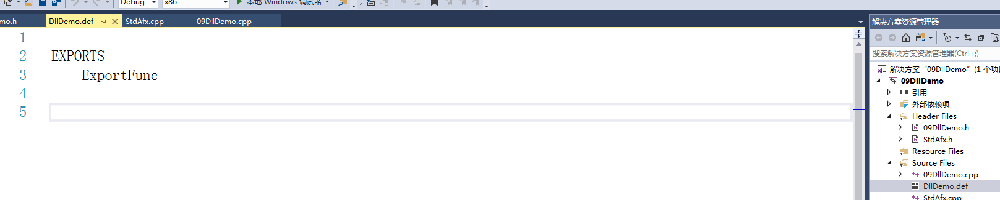 Debug x86 本地 Windows 调试器
mo.h DllDemo.def StdAfx.cpp 09DllDemo.cpp
1
2 EXPORTS
3 ExportFunc
4
5
解决方案资源管理器
搜索解决方案资源管理器(Ctrl+;)
解决方案 "09DllDemo" (1 个项
09DllDemo
引用
外部依赖项
Header Files
09DllDemo.h
StdAfx.h
Resource Files
Source Files
09DllDemo.cpp
DllDemo.def
StdAfx.cpp